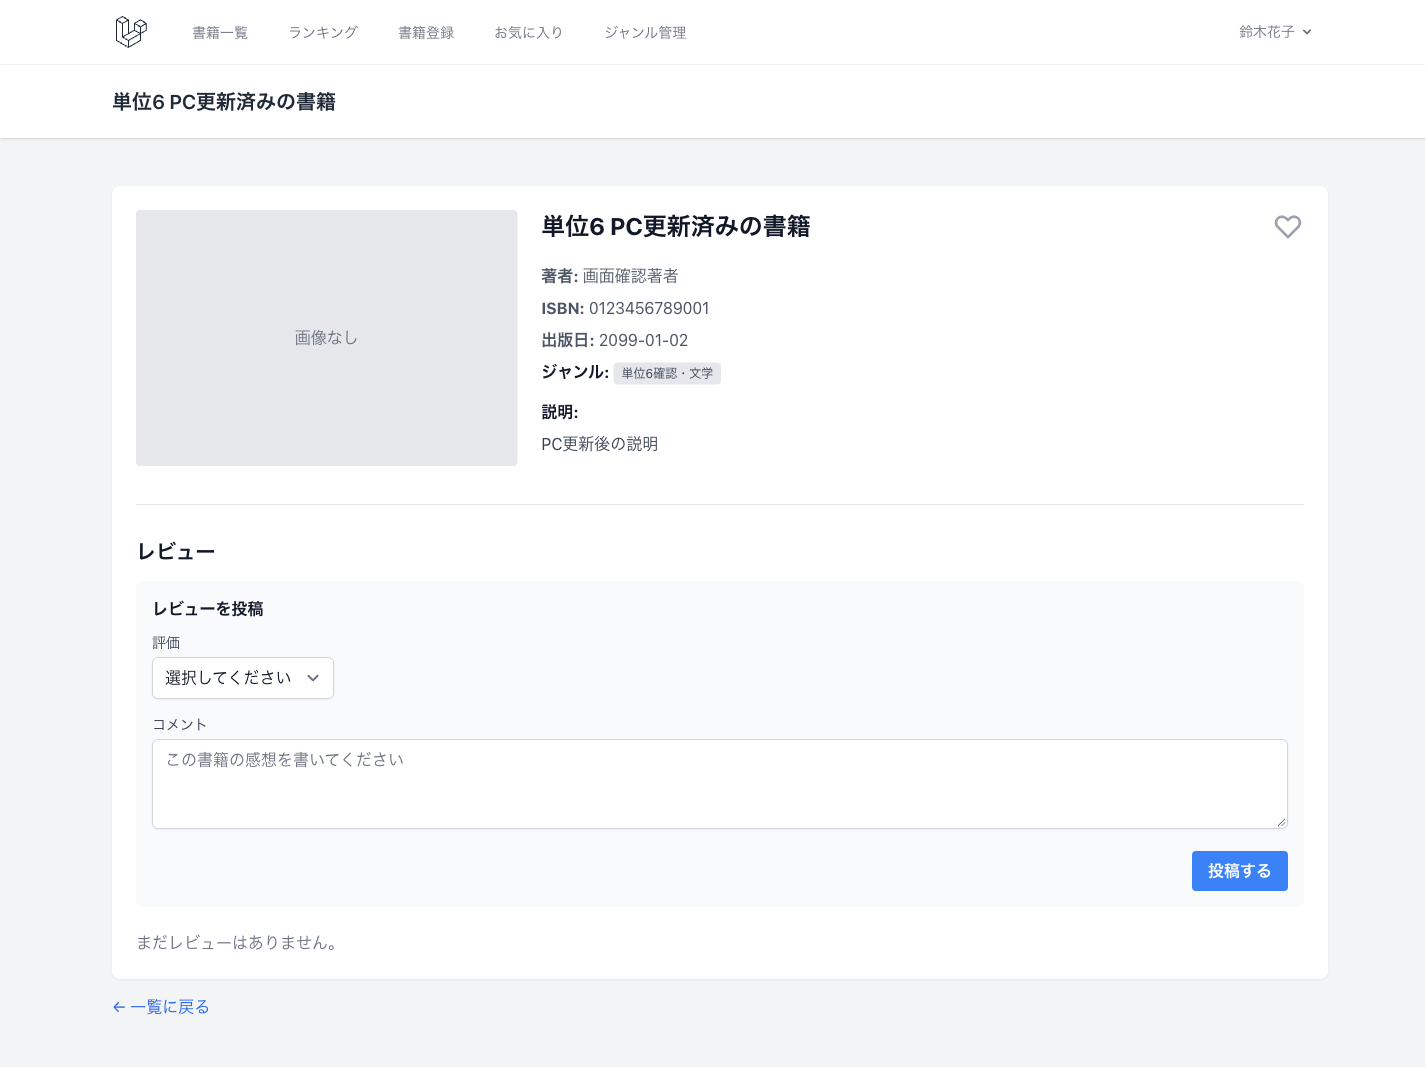 書籍一覧 ランキング 書籍登録 お気に入り ジャンル管理 鈴木花子
単位6 PC更新済みの書籍
画像なし
単位6 PC更新済みの書籍
著者: 画面確認著者
ISBN: 0123456789001
出版日: 2099-01-02
ジャンル: 単位6確認・文学
説明:
PC更新後の説明
レビュー
レビューを投稿
評価
選択してください
コメント
この書籍の感想を書いてください
投稿する
まだレビューはありません。
← 一覧に戻る